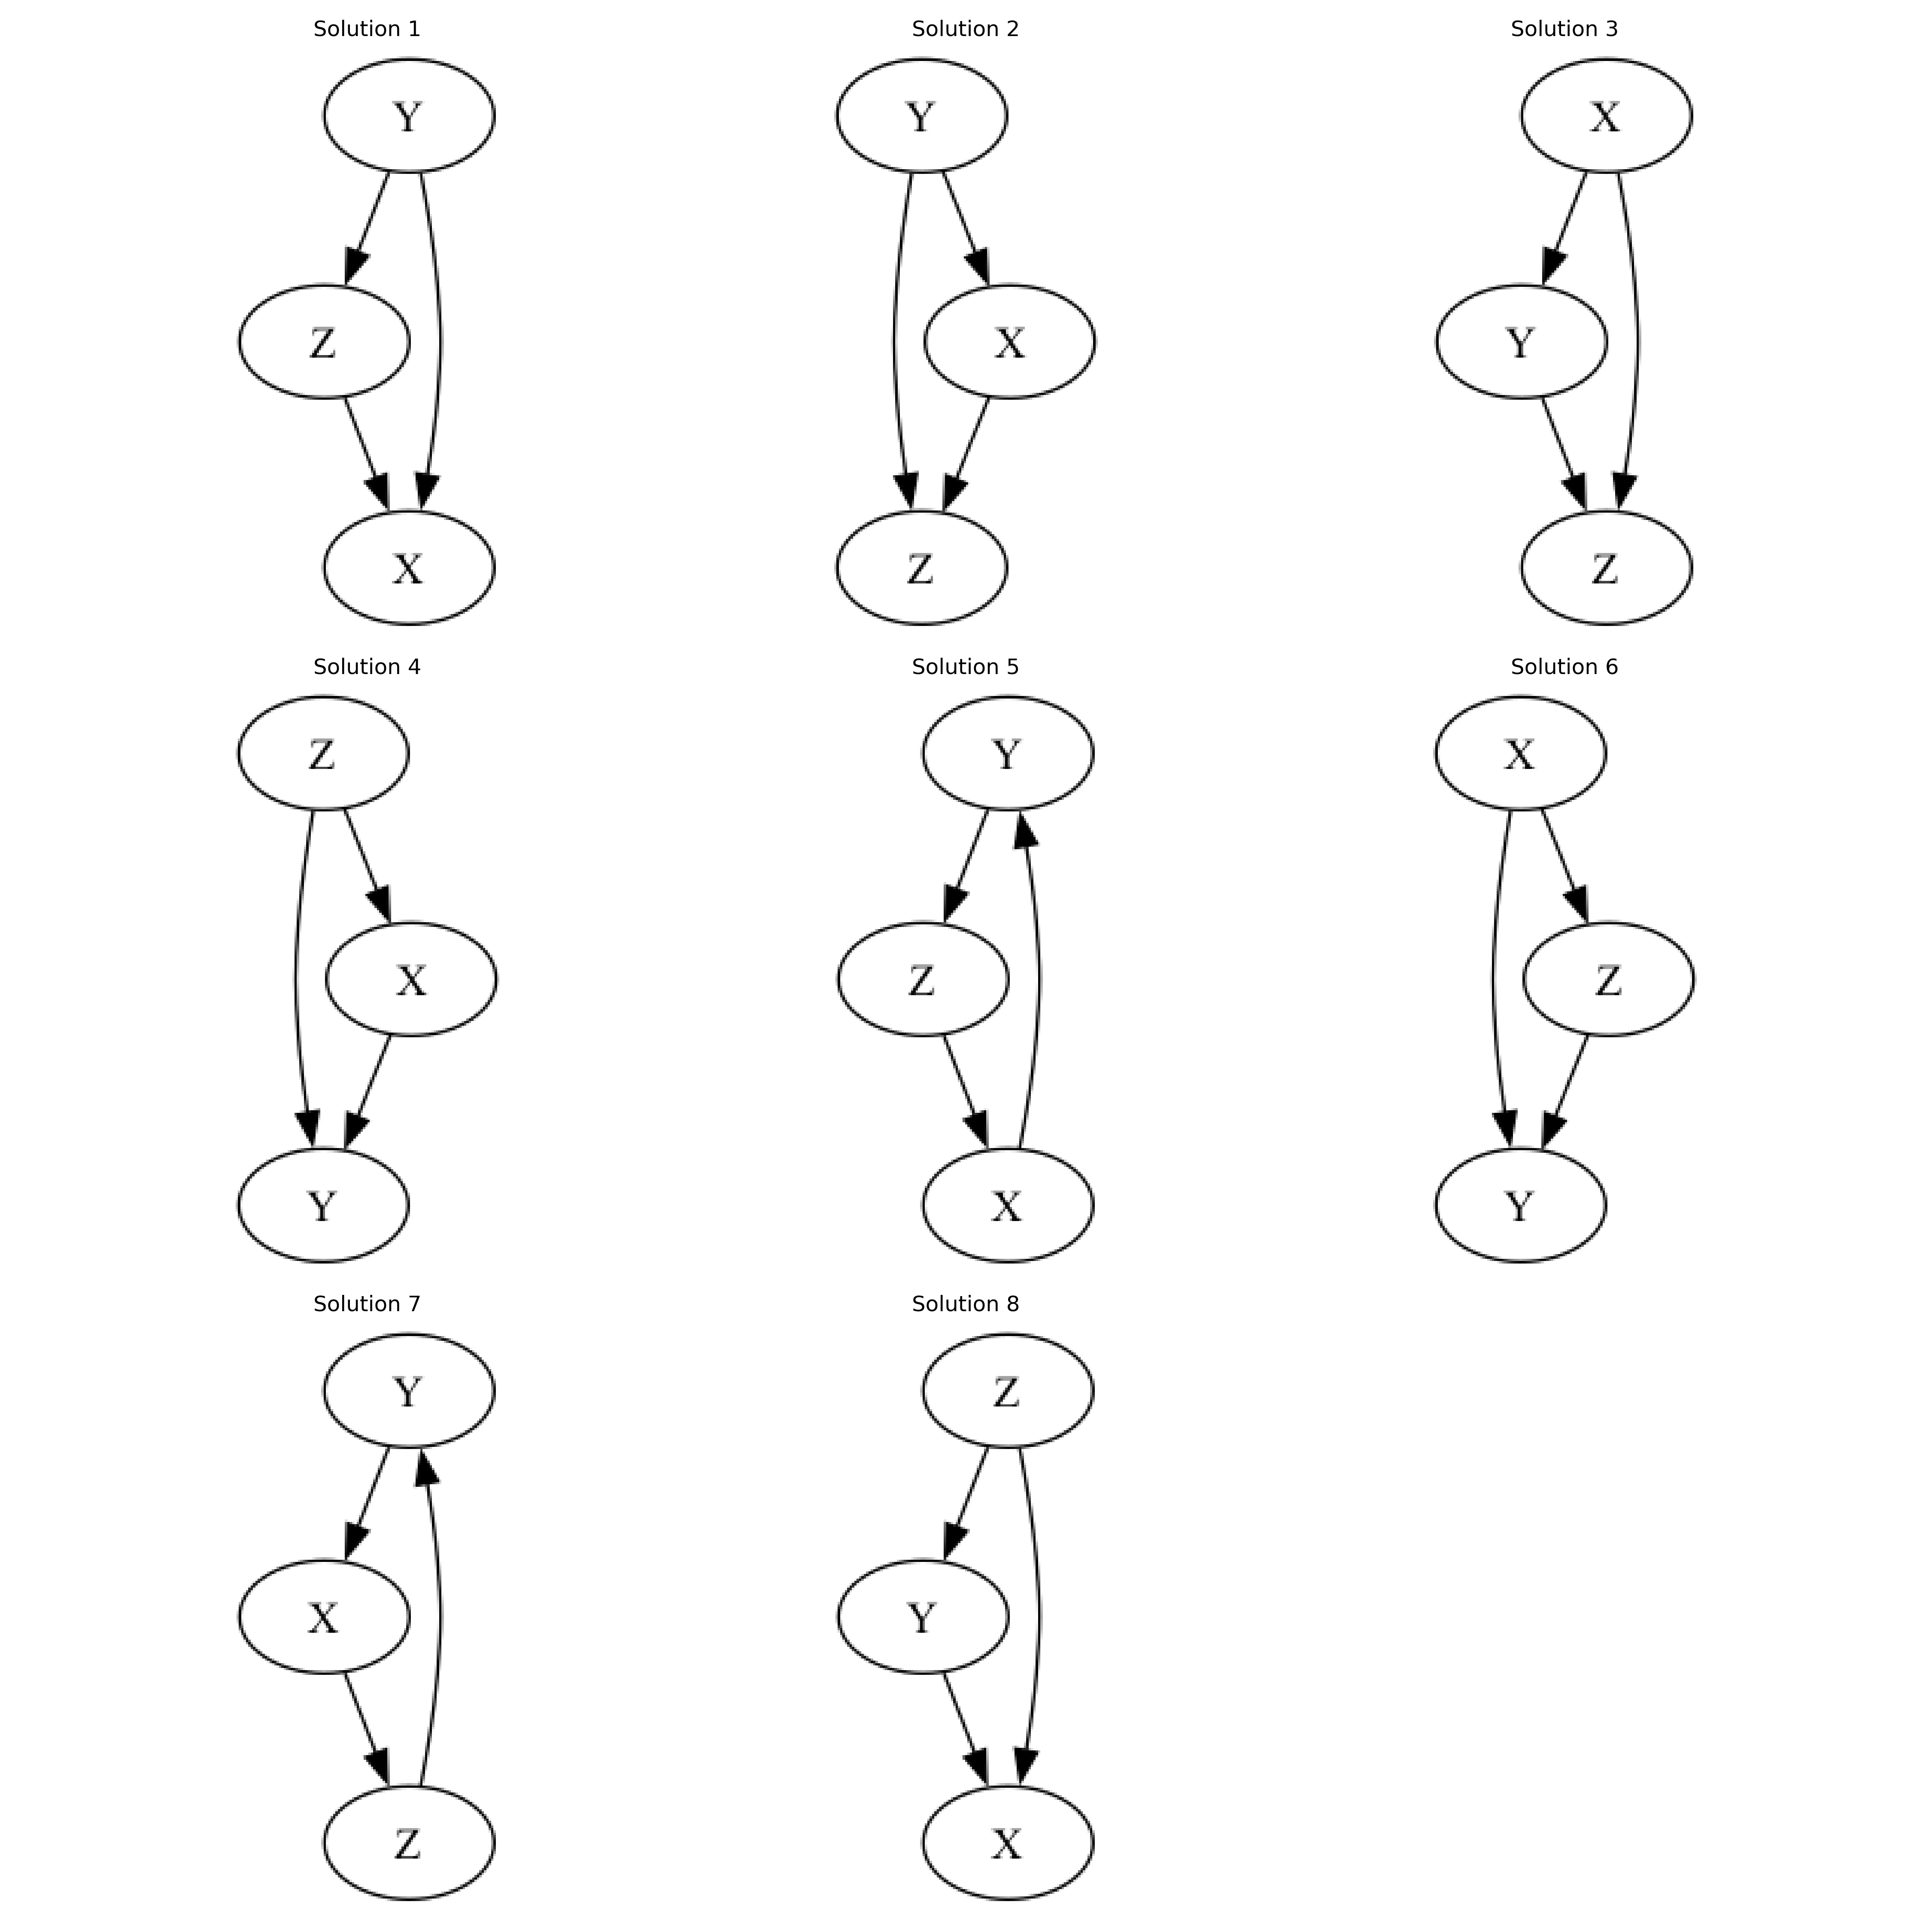 Solution 1
Y
Z
X
Solution 2
Y
X
Z
Solution 3
X
Y
Z
Solution 4
Z
X
Y
Solution 5
Y
Z
X
Solution 6
X
Z
Y
Solution 7
Y
X
Z
Solution 8
Z
Y
X